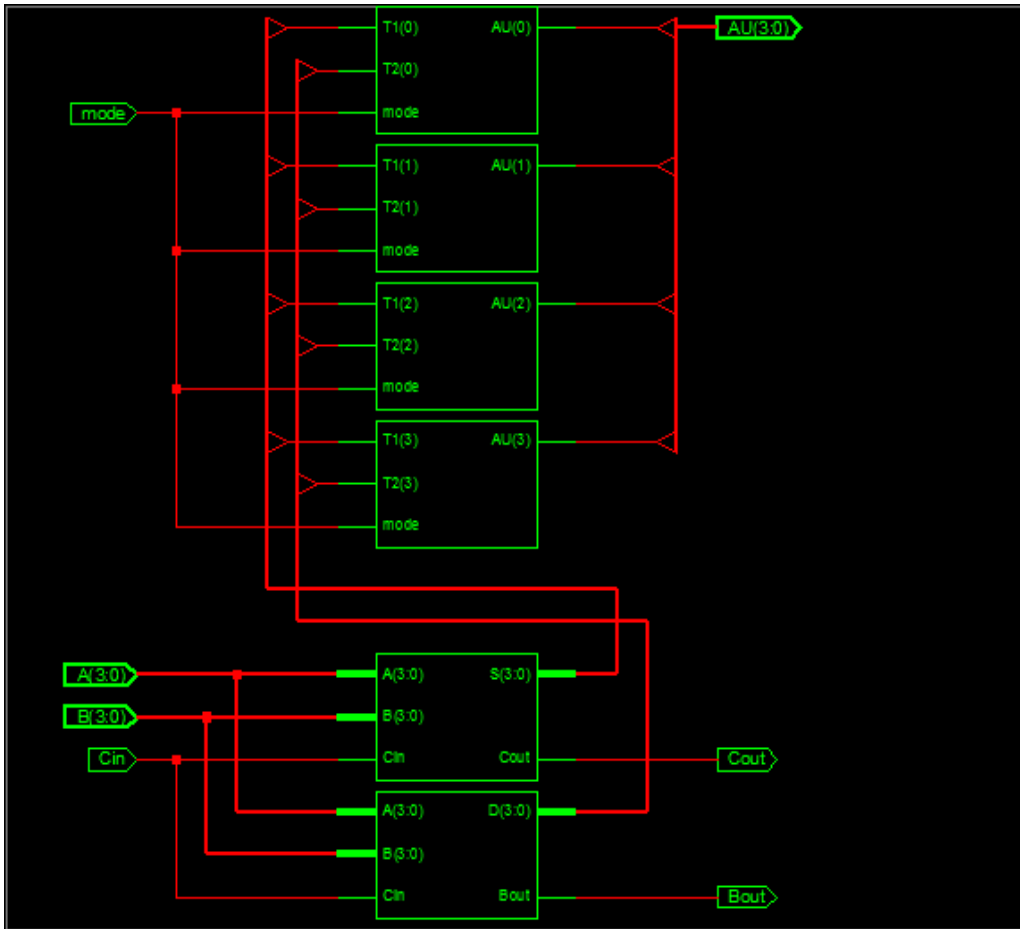 T1(0) AU(0) AU(3:0)
T2(0)
mode mode
T1(1) AU(1)
T2(1)
mode
T1(2) AU(2)
T2(2)
mode
T1(3) AU(3)
T2(3)
mode
A(3:0) A(3:0) S(3:0)
B(3:0) B(3:0)
Cin Cin Cout Cout
A(3:0) D(3:0)
B(3:0)
Cin Bout Bout